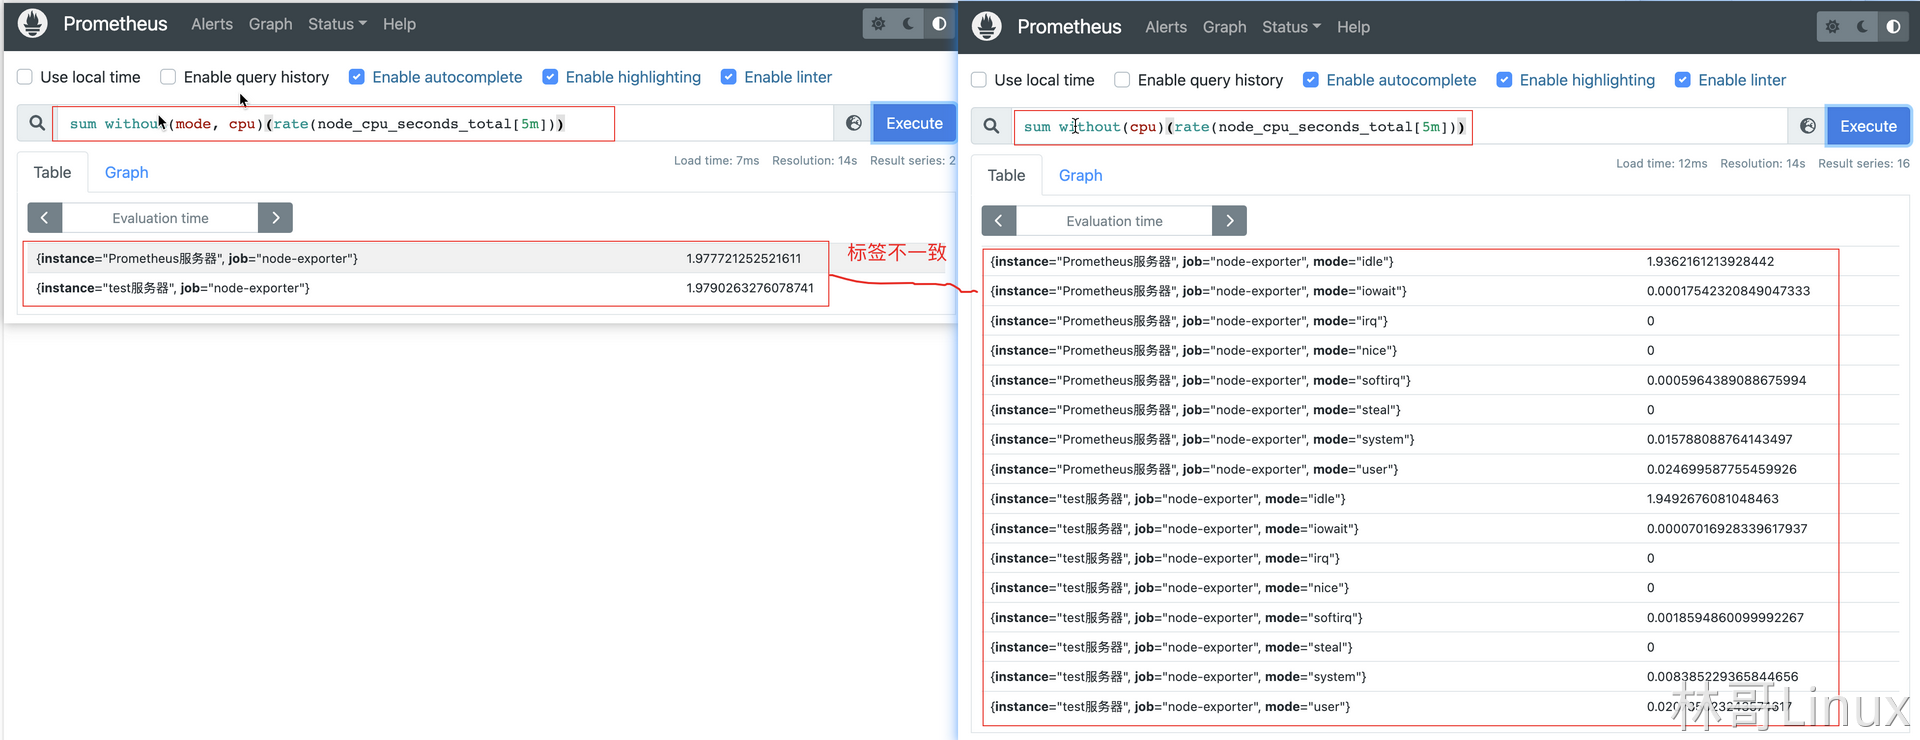 Prometheus Alerts Graph Status Help
Use local time Enable query history Enable autocomplete Enable highlighting Enable linter
sum without(mode, cpu)(rate(node_cpu_seconds_total[5m])) Execute
Load time: 7ms Resolution: 14s Result series: 2
Table Graph
Evaluation time
{instance="Prometheus服务器", job="node-exporter"} 1.977721252521611
{instance="test服务器", job="node-exporter"} 1.9790263276078741
标签不一致
Prometheus Alerts Graph Status Help
Use local time Enable query history Enable autocomplete Enable highlighting Enable linter
sum without(cpu)(rate(node_cpu_seconds_total[5m])) Execute
Load time: 12ms Resolution: 14s Result series: 16
Table Graph
Evaluation time
{instance="Prometheus服务器", job="node-exporter", mode="idle"} 1.9362161213928442
{instance="Prometheus服务器", job="node-exporter", mode="iowait"} 0.00017542320849047333
{instance="Prometheus服务器", job="node-exporter", mode="irq"} 0
{instance="Prometheus服务器", job="node-exporter", mode="nice"} 0
{instance="Prometheus服务器", job="node-exporter", mode="softirq"} 0.0005964389088675994
{instance="Prometheus服务器", job="node-exporter", mode="steal"} 0
{instance="Prometheus服务器", job="node-exporter", mode="system"} 0.015788088764143497
{instance="Prometheus服务器", job="node-exporter", mode="user"} 0.024699587755459926
{instance="test服务器", job="node-exporter", mode="idle"} 1.9492676081048463
{instance="test服务器", job="node-exporter", mode="iowait"} 0.00007016928339617937
{instance="test服务器", job="node-exporter", mode="irq"} 0
{instance="test服务器", job="node-exporter", mode="nice"} 0
{instance="test服务器", job="node-exporter", mode="softirq"} 0.0018594860099992267
{instance="test服务器", job="node-exporter", mode="steal"} 0
{instance="test服务器", job="node-exporter", mode="system"} 0.008385229365844656
{instance="test服务器", job="node-exporter", mode="user"}
林哥Linux